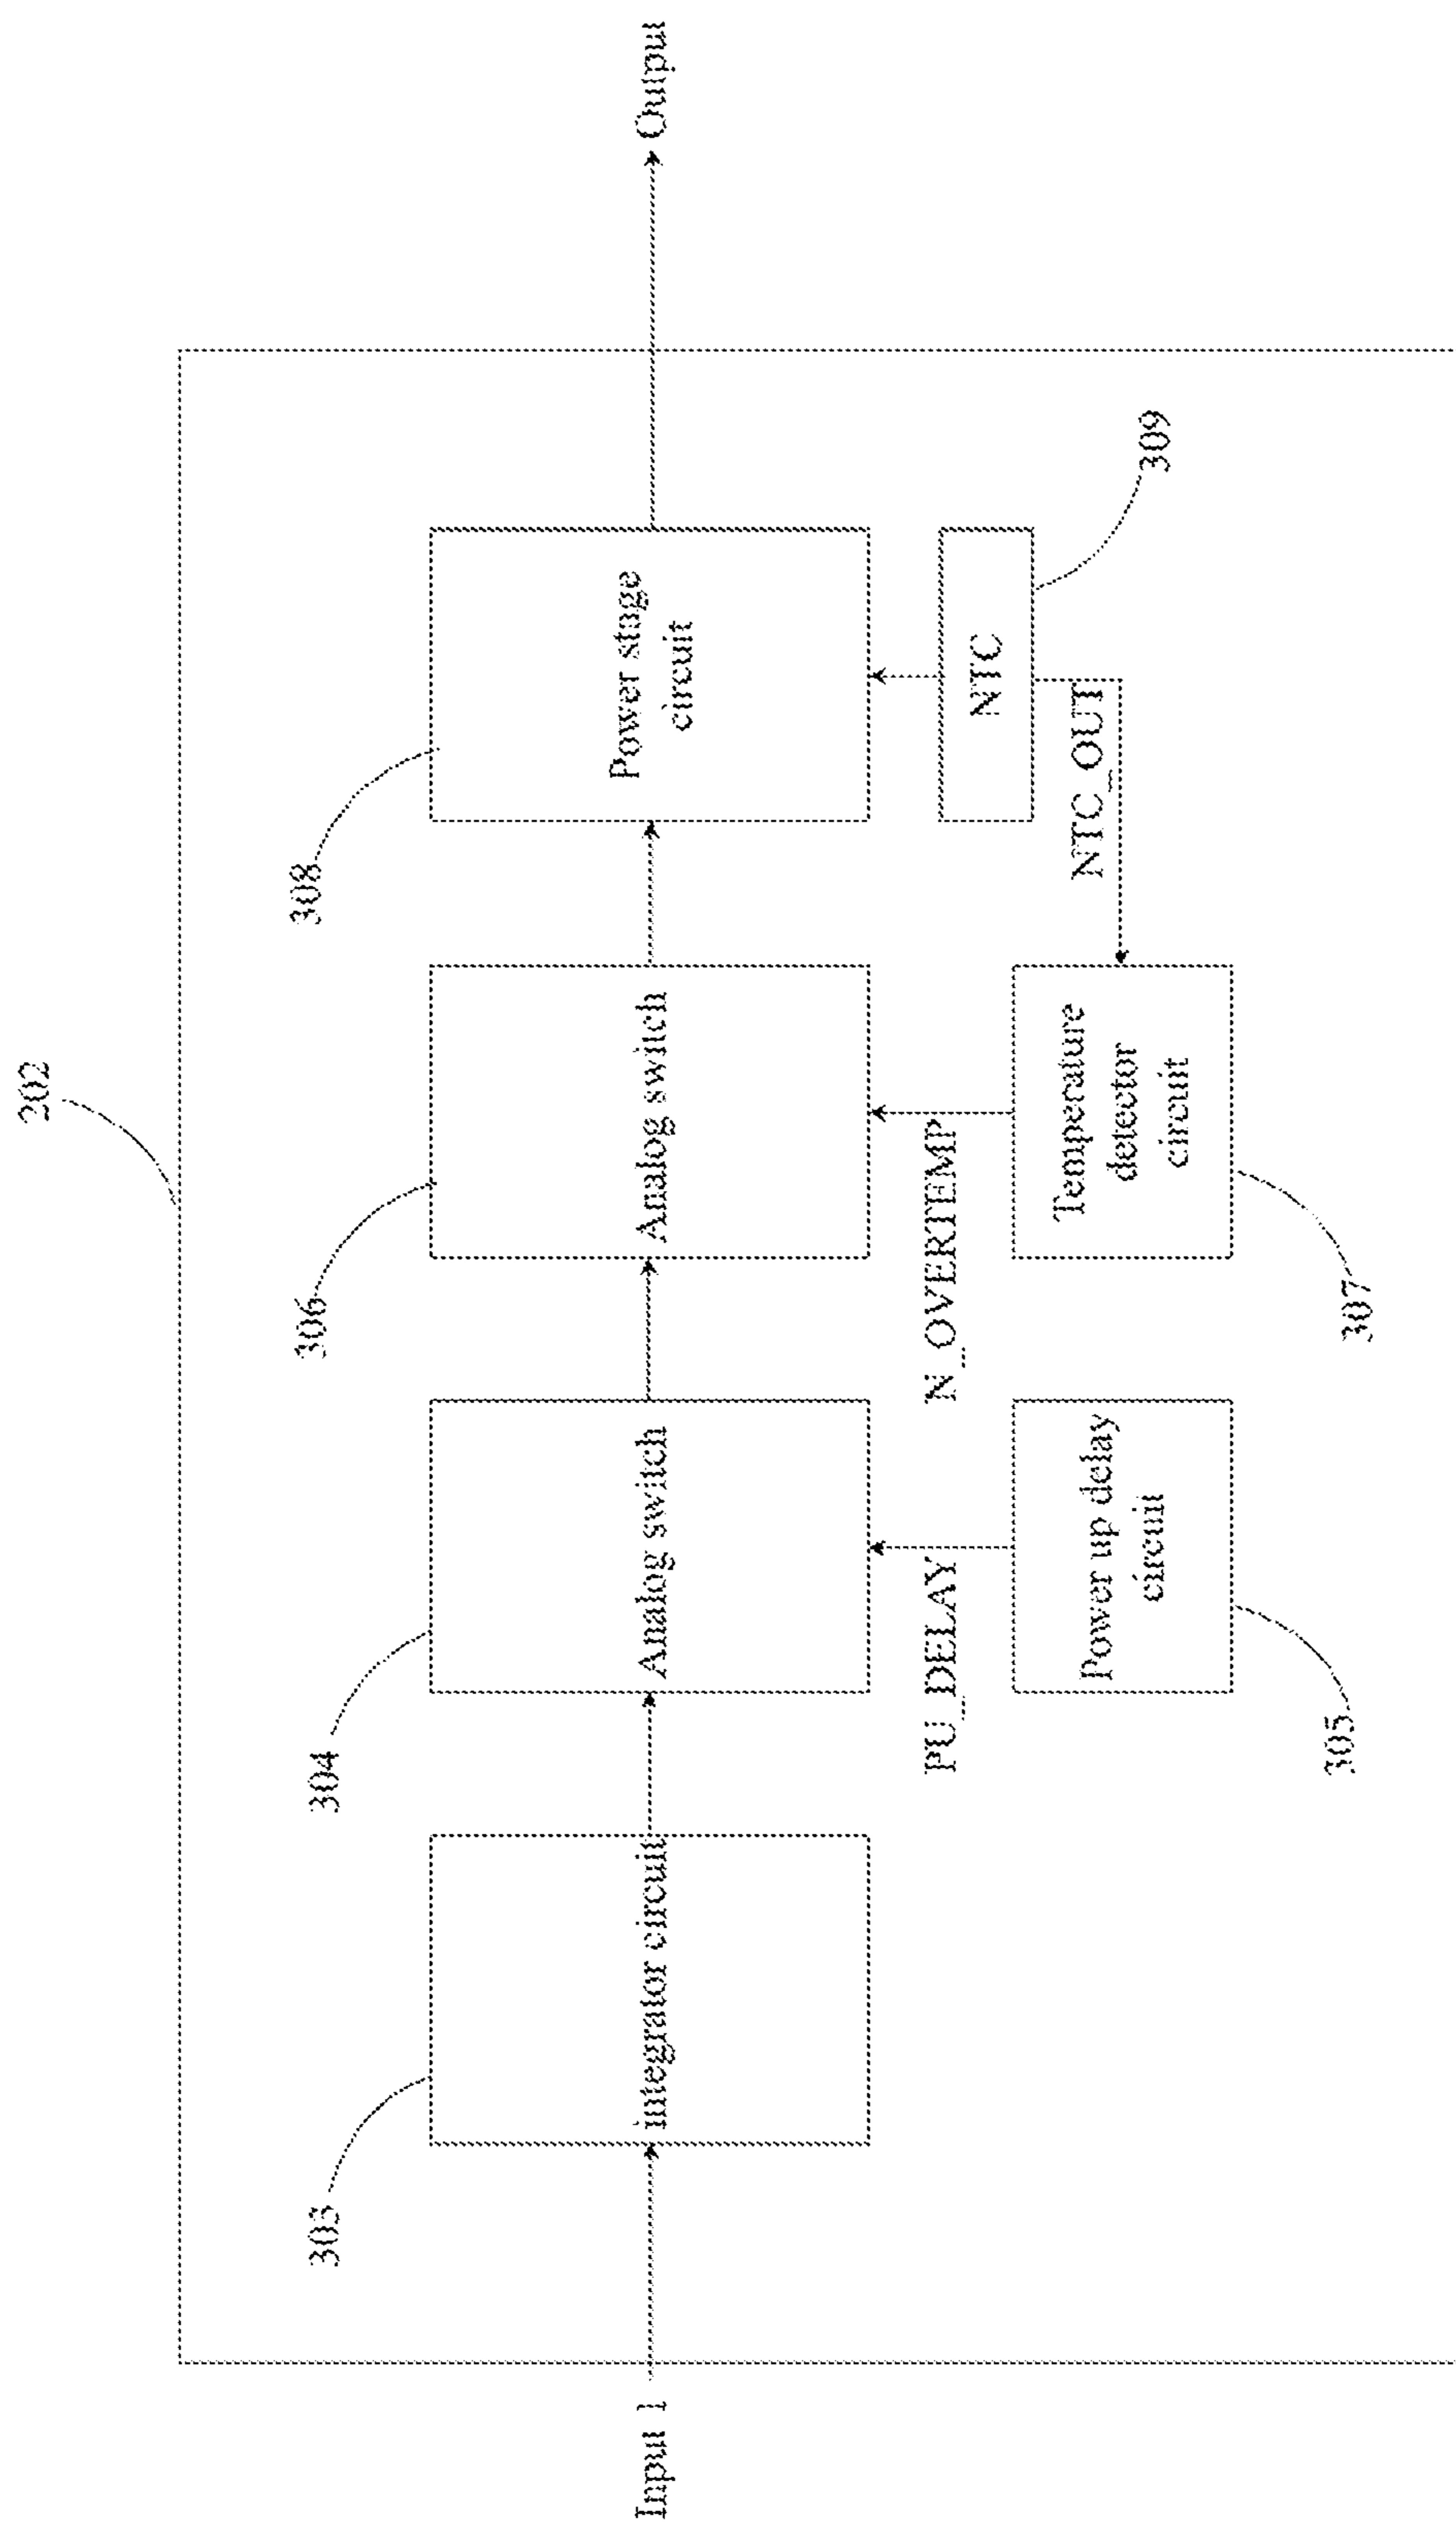 202
308
306
304
303
Input 1
integrator circuit
Analog switch
Analog switch
Power stage
circuit
Output
PU_DELAY
N_OVERTEMP
NTC
309
NTC_OUT
Power up delay
circuit
Temperature
detector
circuit
305
307